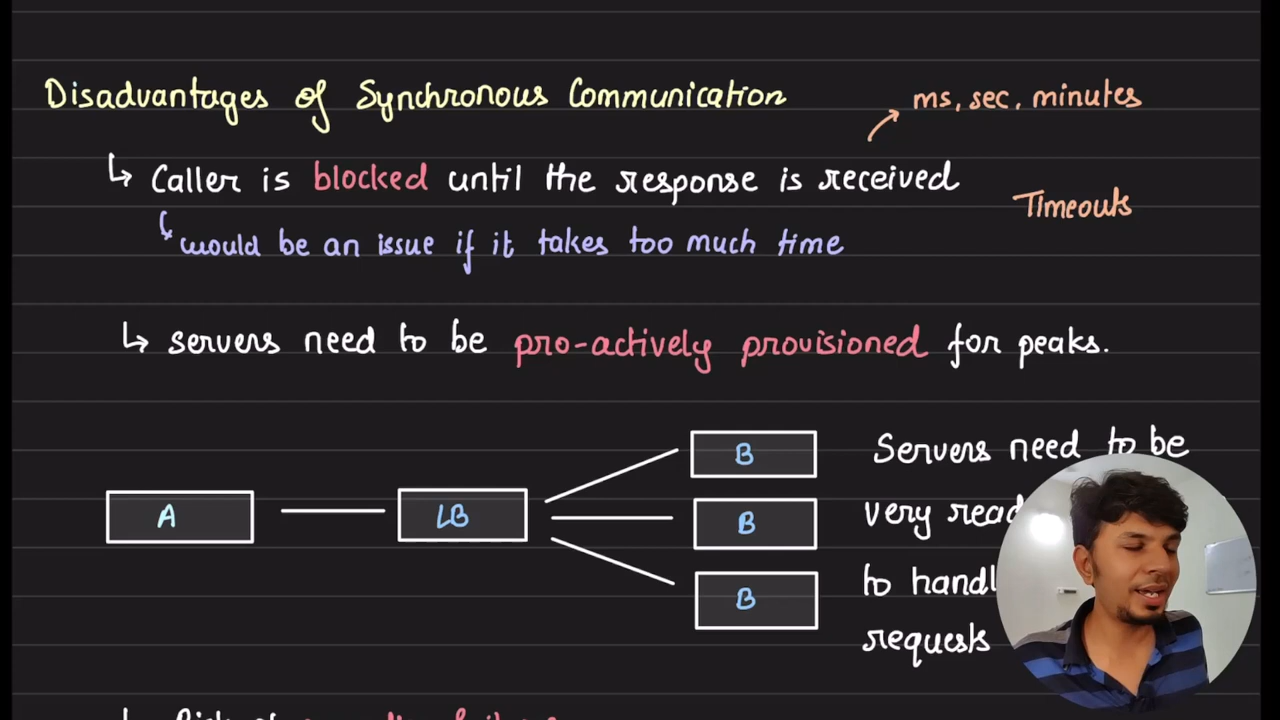 Disadvantages of Synchronous Communication
ms, sec, minutes
↳ Caller is blocked until the response is received
Timeouts
↳ would be an issue if it takes too much time
↳ servers need to be pro-actively provisioned for peaks.
A
LB
B
B
B
Servers need to be
very
to
requests